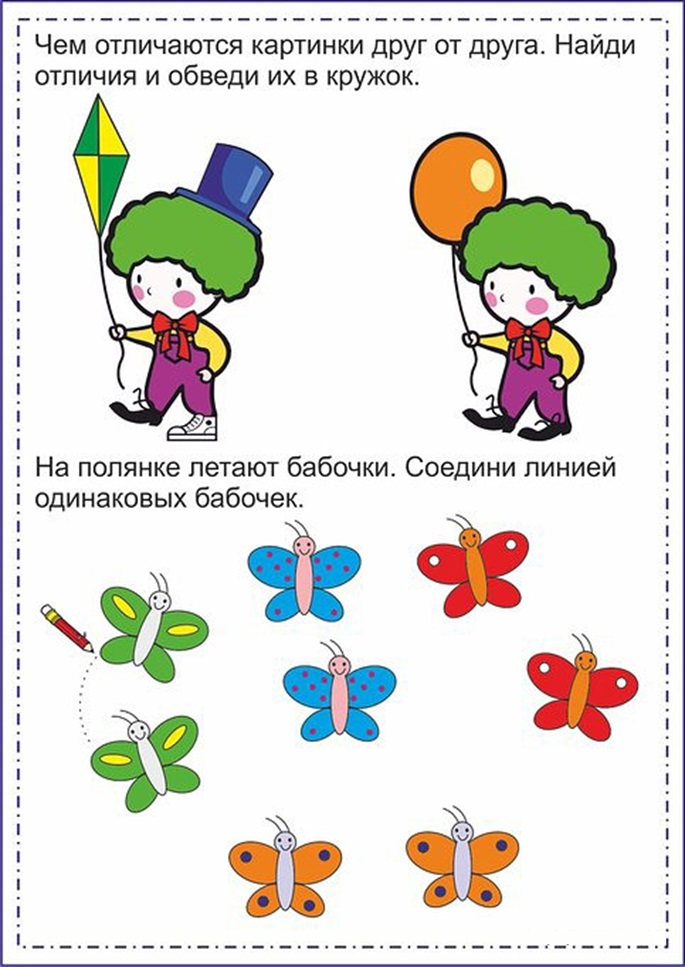 Чем отличаются картинки друг от друга. Найди
отличия и обведи их в кружок.
На полянке летают бабочки. Соедини линией
одинаковых бабочек.